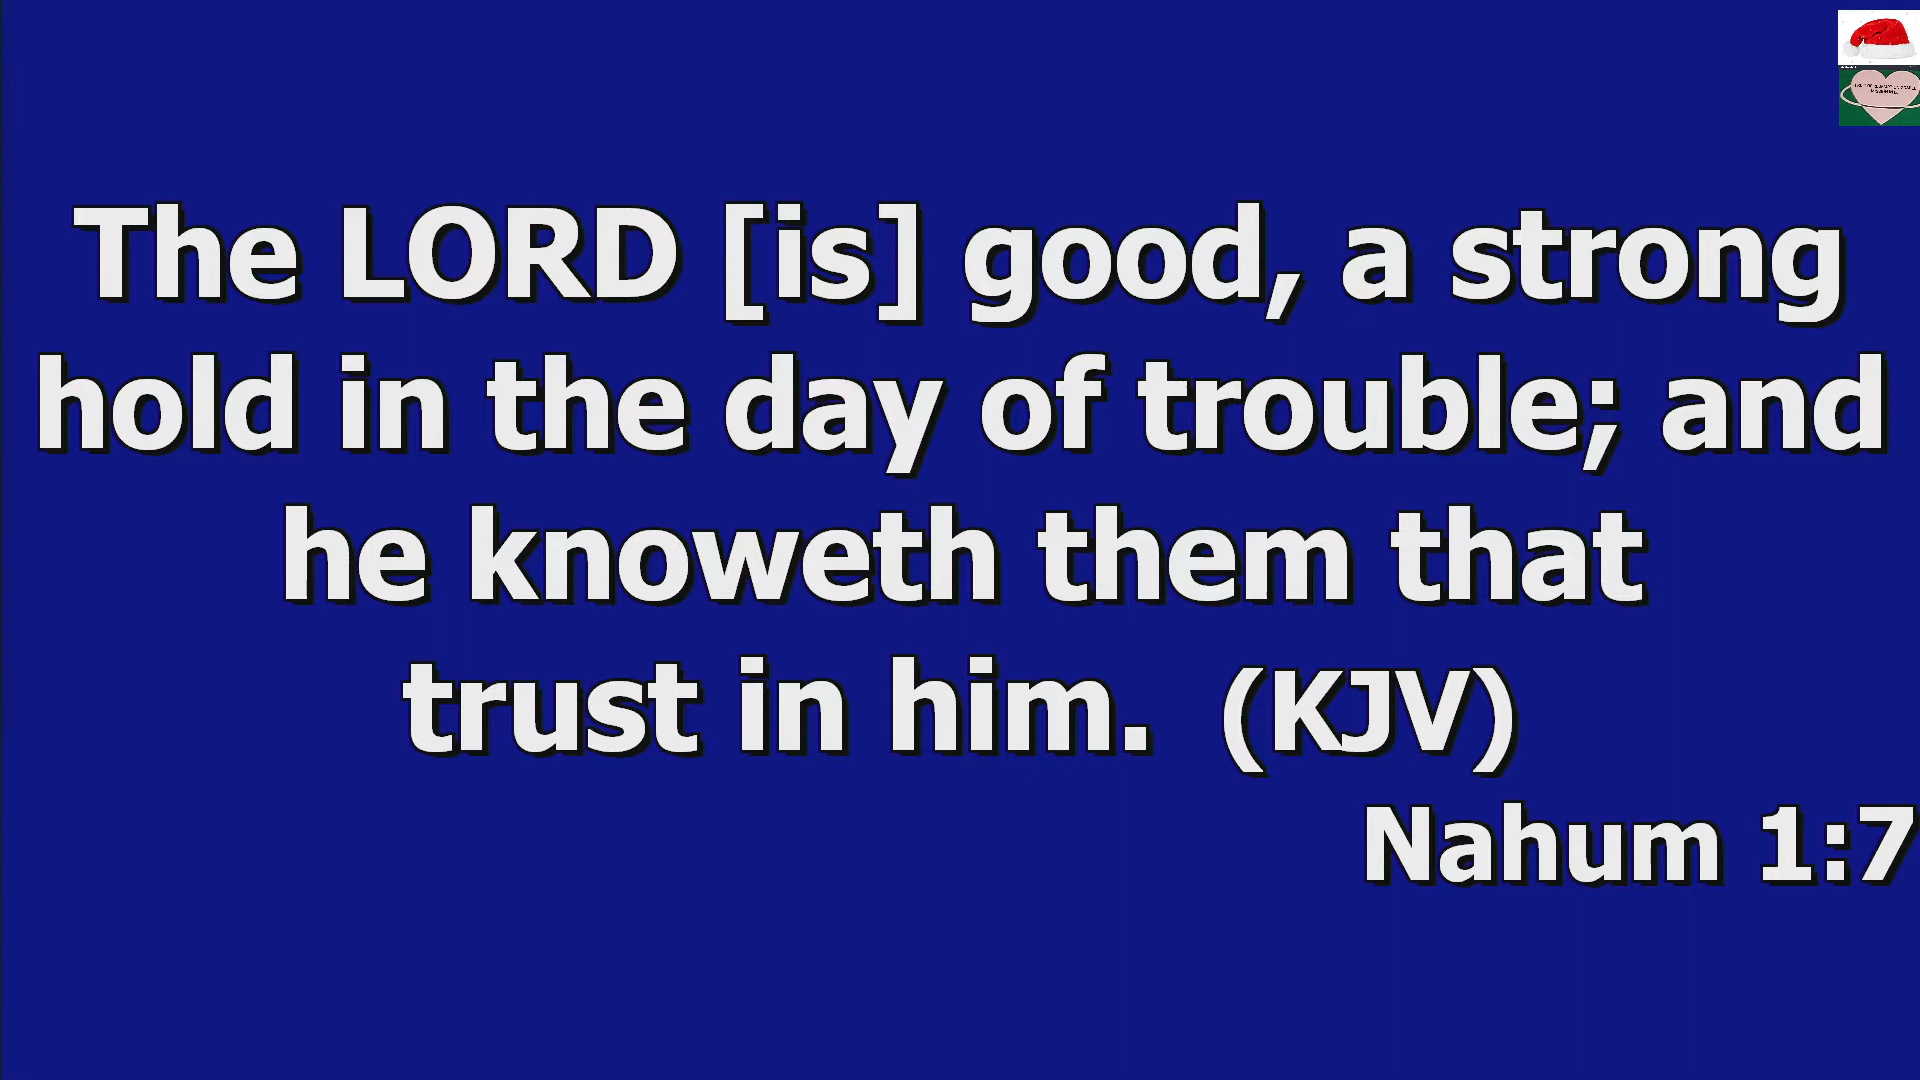 The LORD [is] good, a strong
hold in the day of trouble; and
he knoweth them that
trust in him.  (KJV)
Nahum 1:7